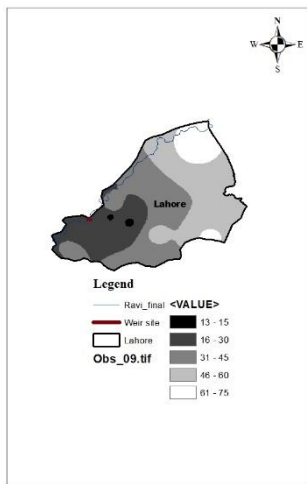 N
W E
S
Lahore
Legend
Ravi_final
Weir site
Lahore
Obs_09.tif
<VALUE>
13 - 15
16 - 30
31 - 45
46 - 60
61 - 75